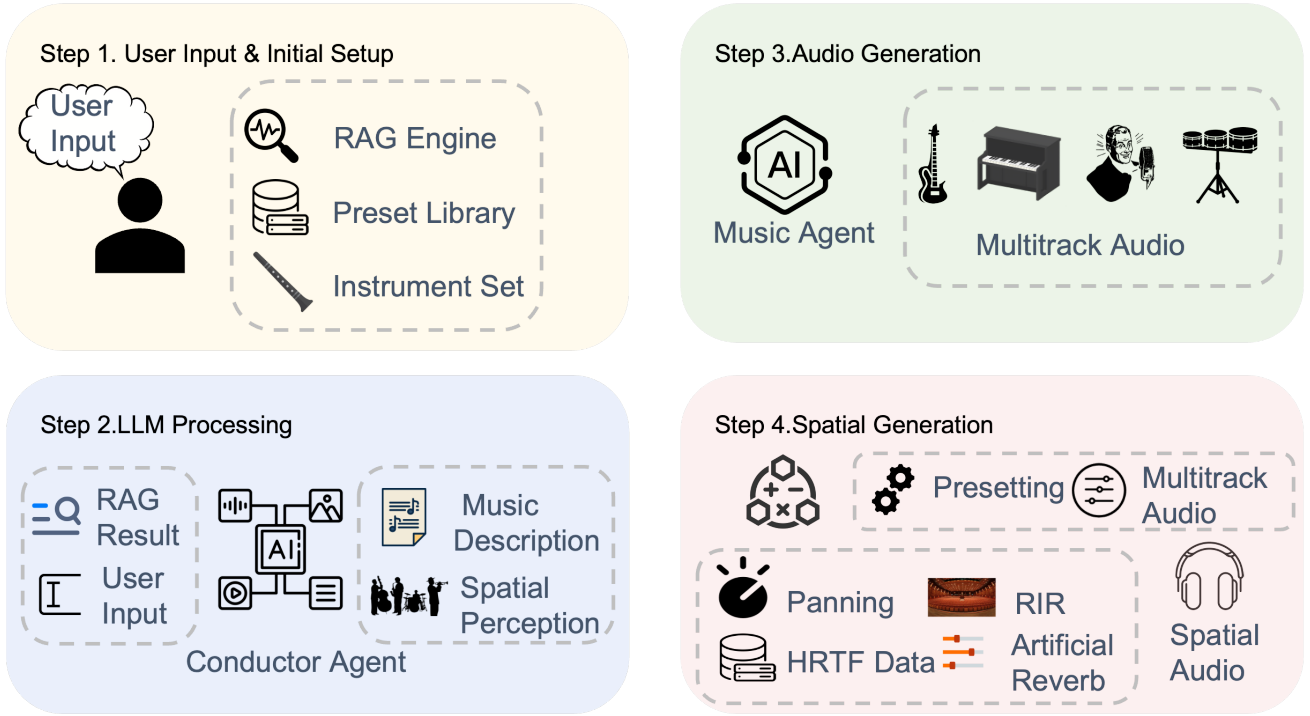 Step 1. User Input & Initial Setup
User
Input
RAG Engine
Preset Library
Instrument Set
Step 2.LLM Processing
RAG
Result
User
Input
AI
Music
Description
Spatial
Perception
Conductor Agent
Step 3.Audio Generation
AI
Music Agent
Multitrack Audio
Step 4.Spatial Generation
Presetting
Multitrack
Audio
Panning
RIR
HRTF Data
Artificial
Reverb
Spatial
Audio